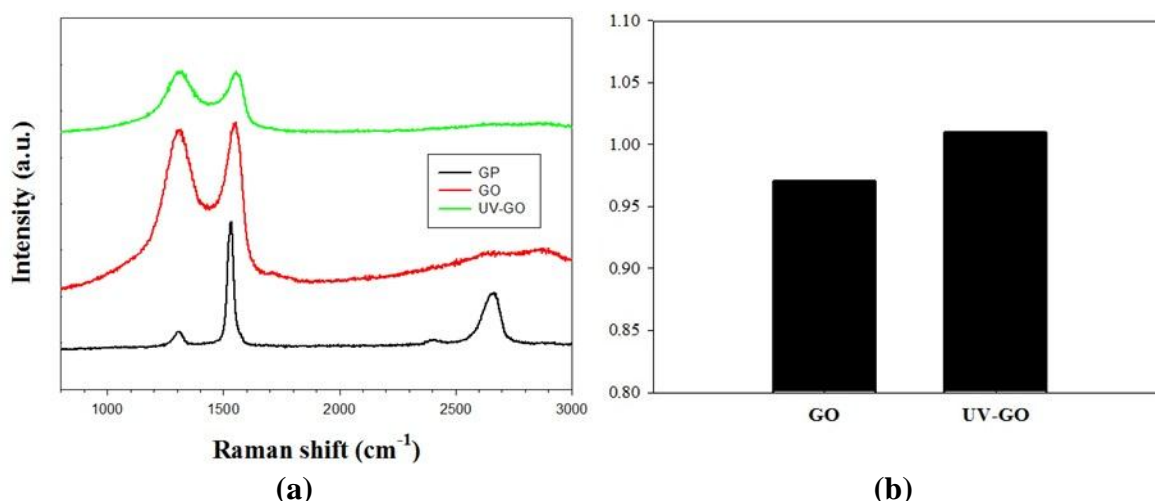 Intensity (a.u.)
GP
GO
UV-GO
1000 1500 2000 2500 3000
Raman shift (cm⁻¹)
(a)
1.10
1.05
1.00
0.95
0.90
0.85
0.80
GO UV-GO
(b)